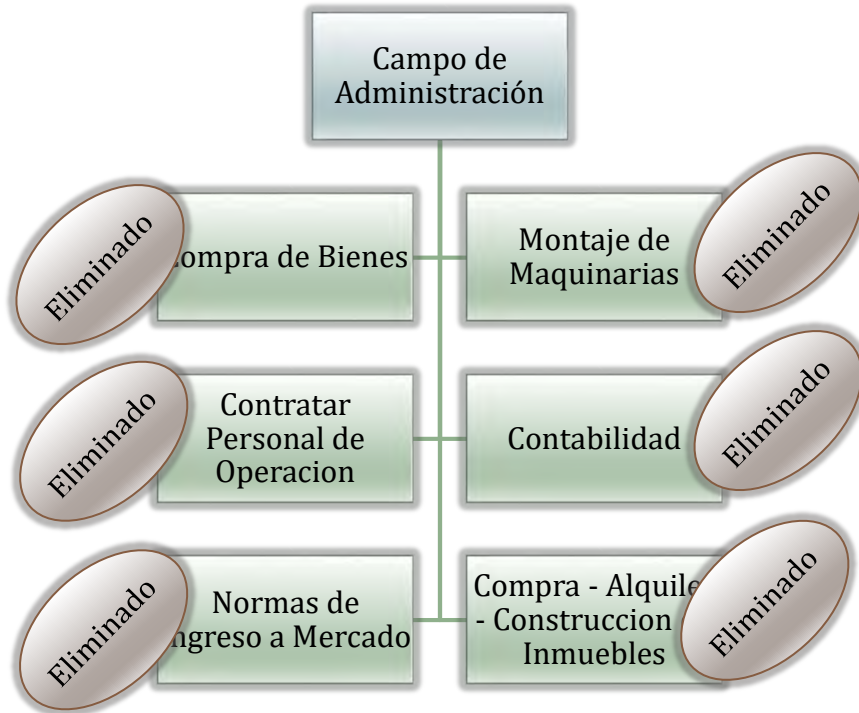 Campo de
Administración
Eliminado
ompra de Bienes
Montaje de
Maquinarias
Eliminado
Eliminado
Contratar
Personal de
Operacion
Contabilidad
Eliminado
Eliminado
Normas de
ngreso a Mercado
Compra - Alquile
- Construccion
Inmuebles
Eliminado